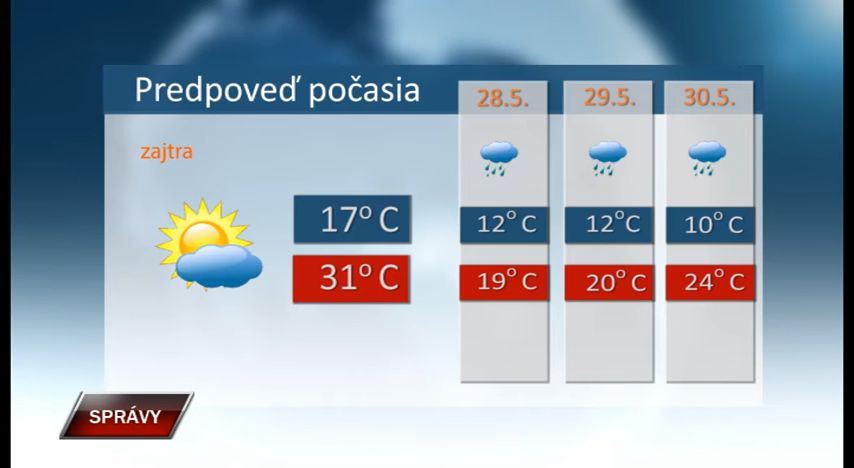 Predpoveď počasia
zajtra
17° C
31° C
28.5.
12° C
19° C
29.5.
12°C
20° C
30.5.
10° C
24° C
SPRÁVY